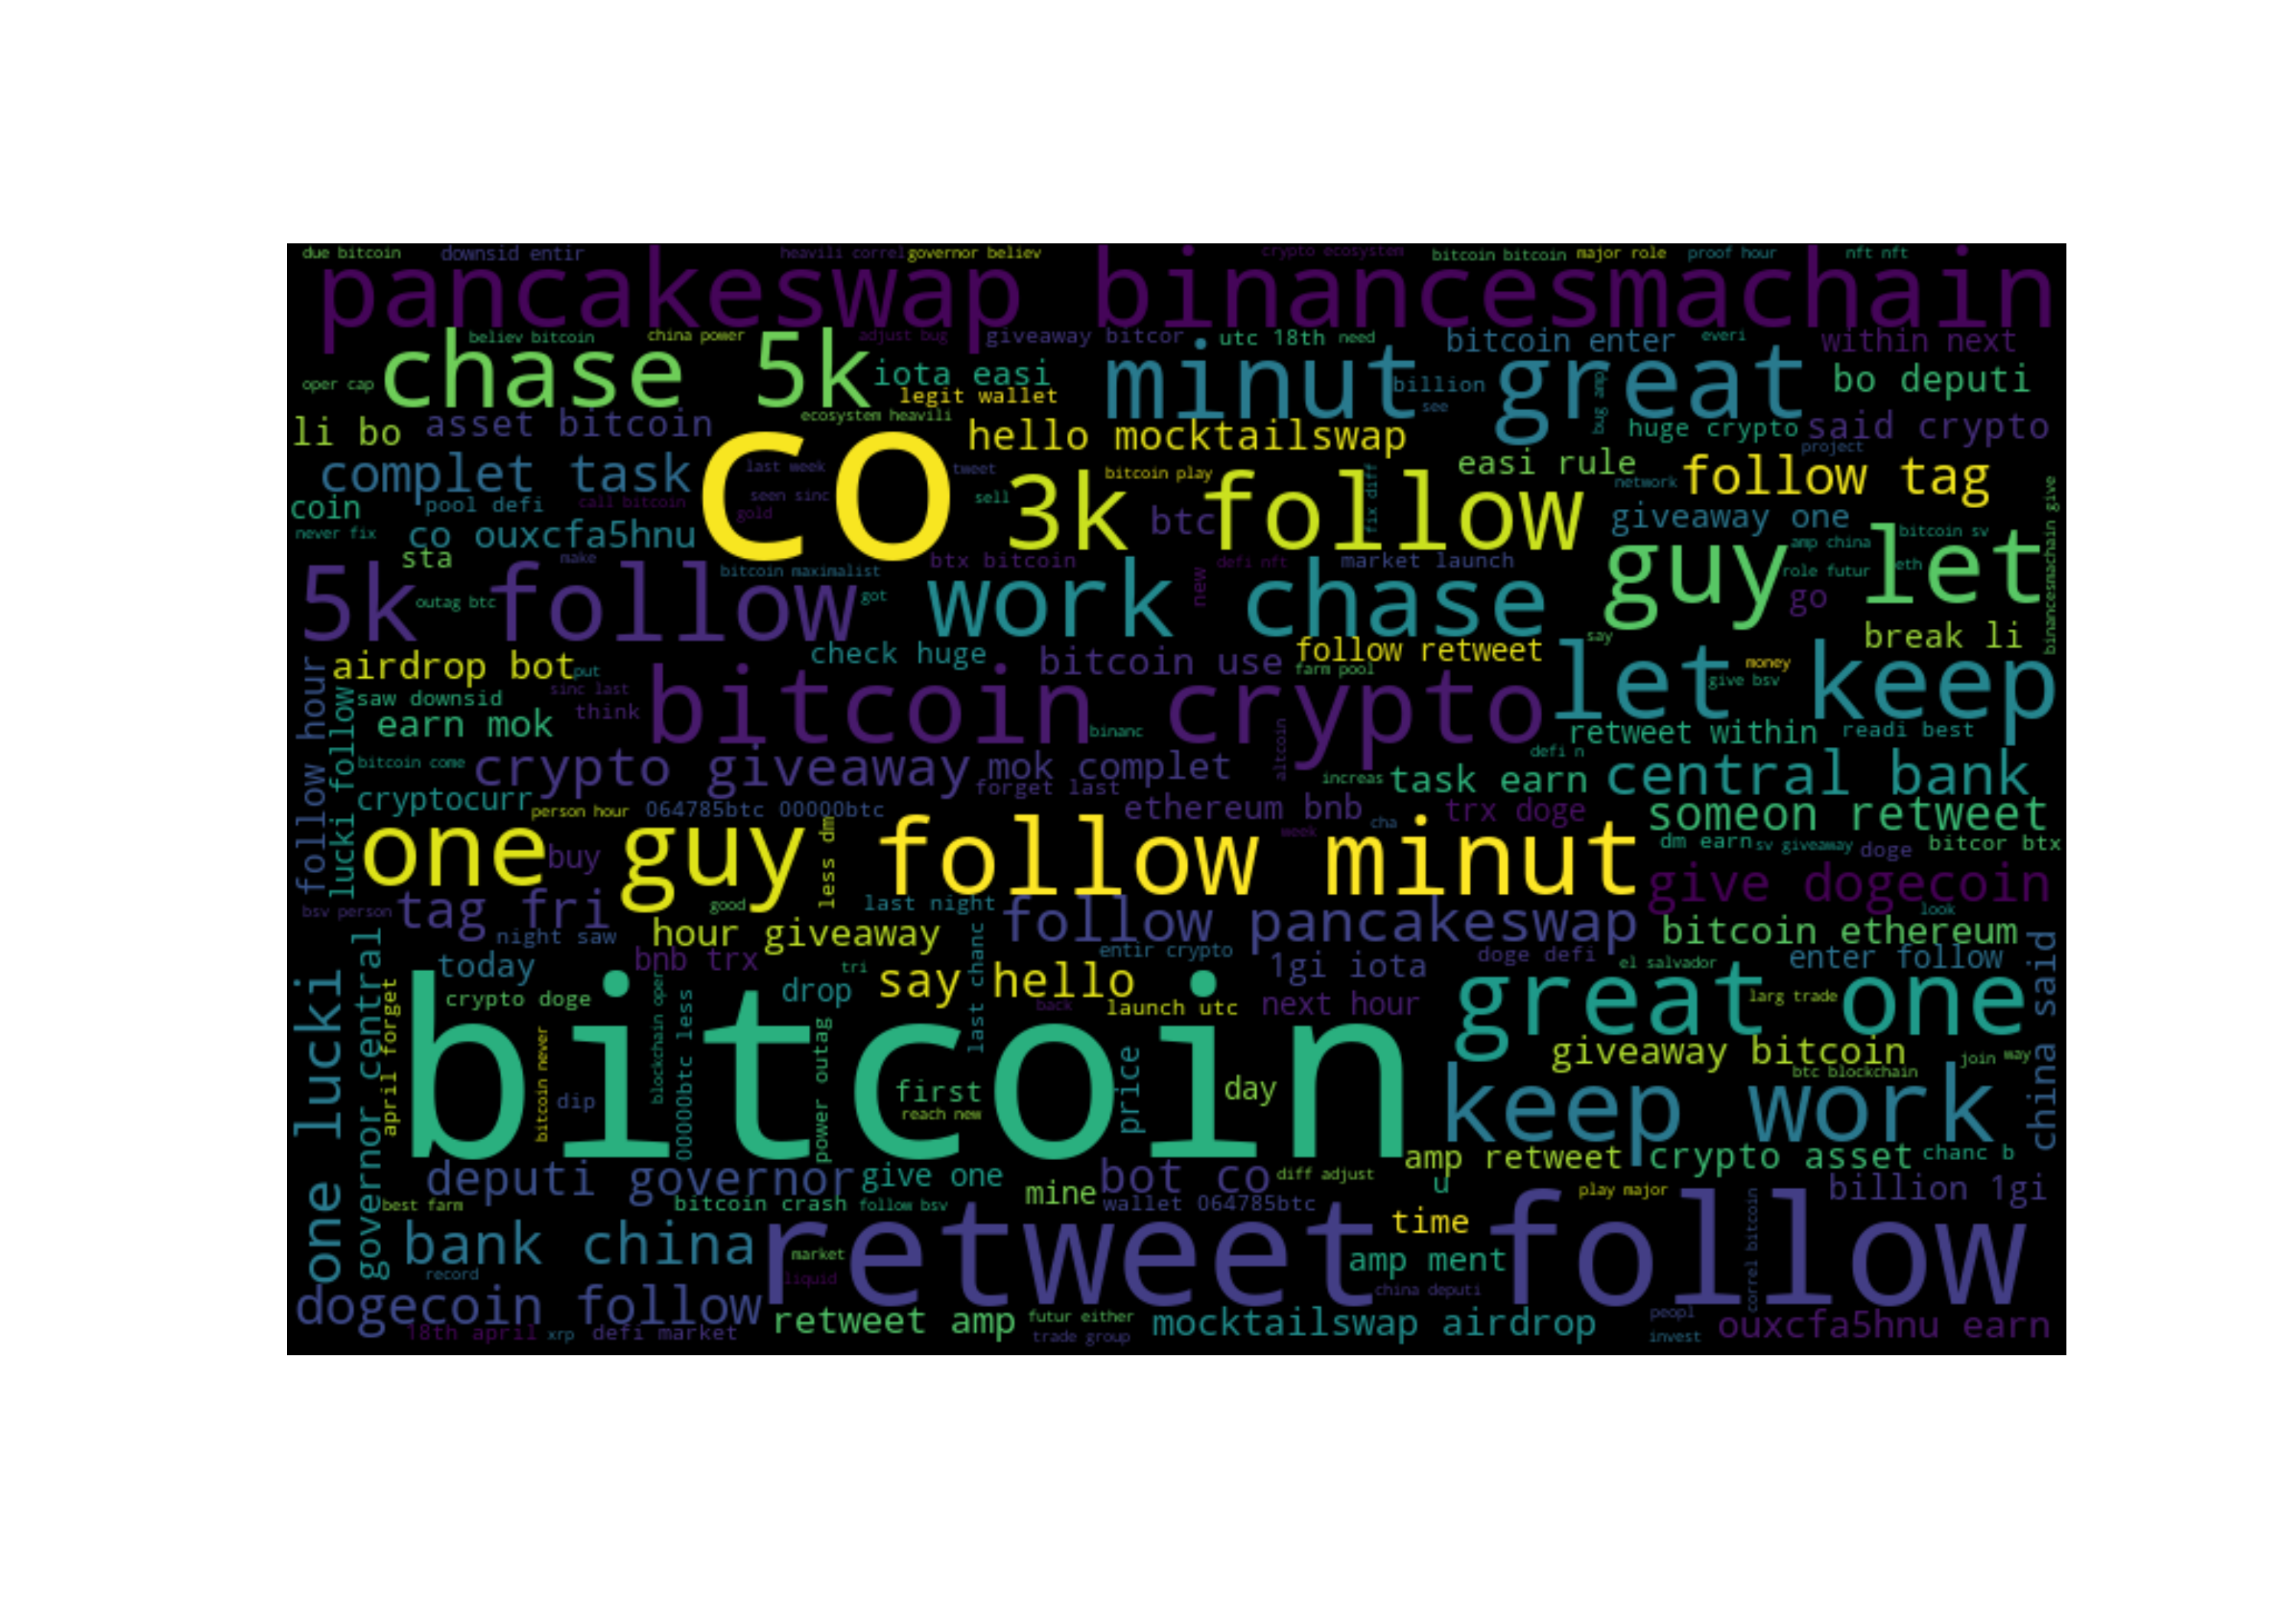 due bitcoin
downsid entir
heavili correl
governor believ
crypto ecosystem
bitcoin bitcoin
major role
proof hour
nft nft
pancakeswap binancesmachain
believ bitcoin
china power
adjust bug
giveaway bitcor
utc 18th
need
bitcoin enter
everi
within next
oper cap
chase 5k
iota easi
legit wallet
minut great
billion
see
bug amp
bo deputi
li bo
asset bitcoin
ecosystem heavili
hello mocktailswap
huge crypto
said crypto
project
complet task
co
last week
tweet
bitcoin play
easi rule
network
follow tag
coin
pool defi
call bitcoin
seen sinc
gold
sell
3k follow
btc
fix diff
giveaway one
bitcoin sv
binancesmachain give
never fix
co ouxcfa5hnu
sta
make
bitcoin maximalist
btx bitcoin
defi nft
market launch
guy let
amp china
role futur
eth
5k follow
outag btc
got
work chase
new
go
break li
follow hour
airdrop bot
put
check huge
bitcoin use
follow retweet
say
farm pool
let keep
money
give bsv
lucki follow
saw downsid
sinc last
think
earn mok
bitcoin crypto
binanc
altcoin
retweet within
readi best
defi n
bitcoin come
crypto giveaway
mok complet
forget last
increas
task earn
central bank
cryptocurr
person hour
064785btc 00000btc
ethereum bnb
cha
week
trx doge
someon retweet
one guy
buy
less dm
follow minut
dm earn
sv giveaway
doge
bitcor btx
give dogecoin
bsv person
tag fri
good
last night
follow pancakeswap
look
night saw
hour giveaway
bitcoin ethereum
entir crypto
today
bnb trx
tri
say hello
last chanc
1gi iota
doge defi
el salvador
enter follow
china said
one lucki
governor central
april forget
crypto doge
blockchain oper
drop
back
launch utc
next hour
great one
larg trade
bitcoin
bitcoin never
dip
00000btc less
power outag
first
reach new
price
day
giveaway bitcoin
join
way
btc blockchain
keep work
deputi governor
give one
bot co
diff adjust
amp retweet
u
crypto asset
chanc b
best farm
bitcoin crash
follow bsv
mine
wallet 064785btc
play major
billion 1gi
bank china
record
retweet follow
market
liquid
time
amp ment
china deputi
correl bitcoin
dogecoin follow
18th april
xrp
defi market
retweet amp
futur either
trade group
mocktailswap airdrop
peopl
invest
ouxcfa5hnu earn